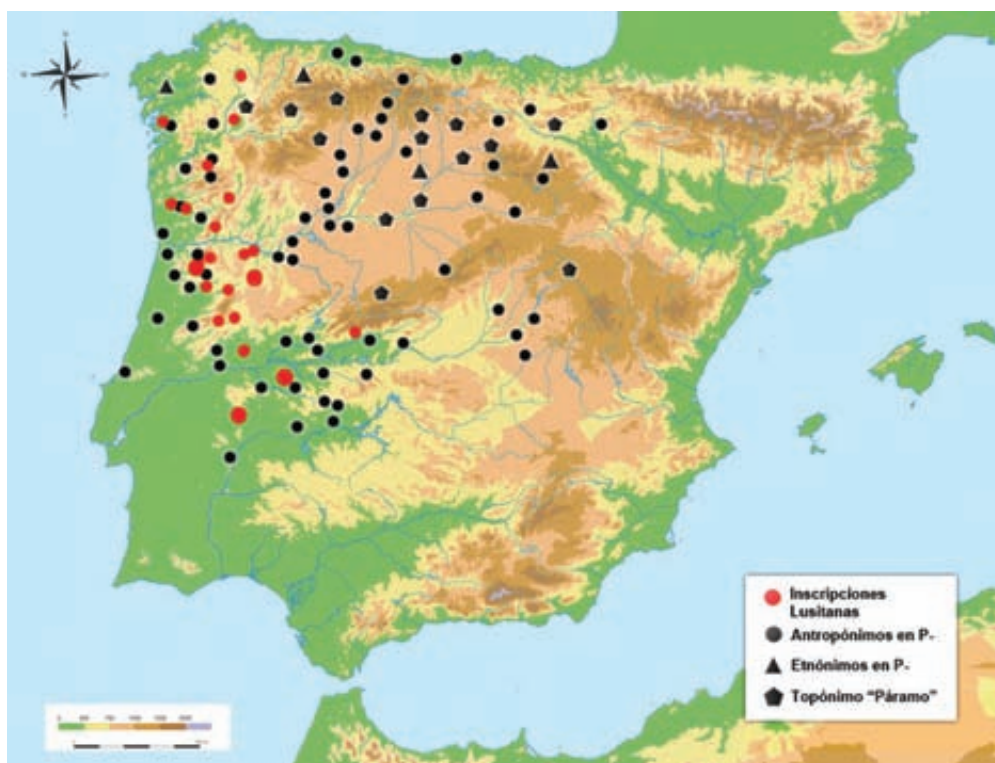 Inscripciones
Lusitanas
Antropónimos en P-
Etnónimos en P-
Topónimo "Páramo"